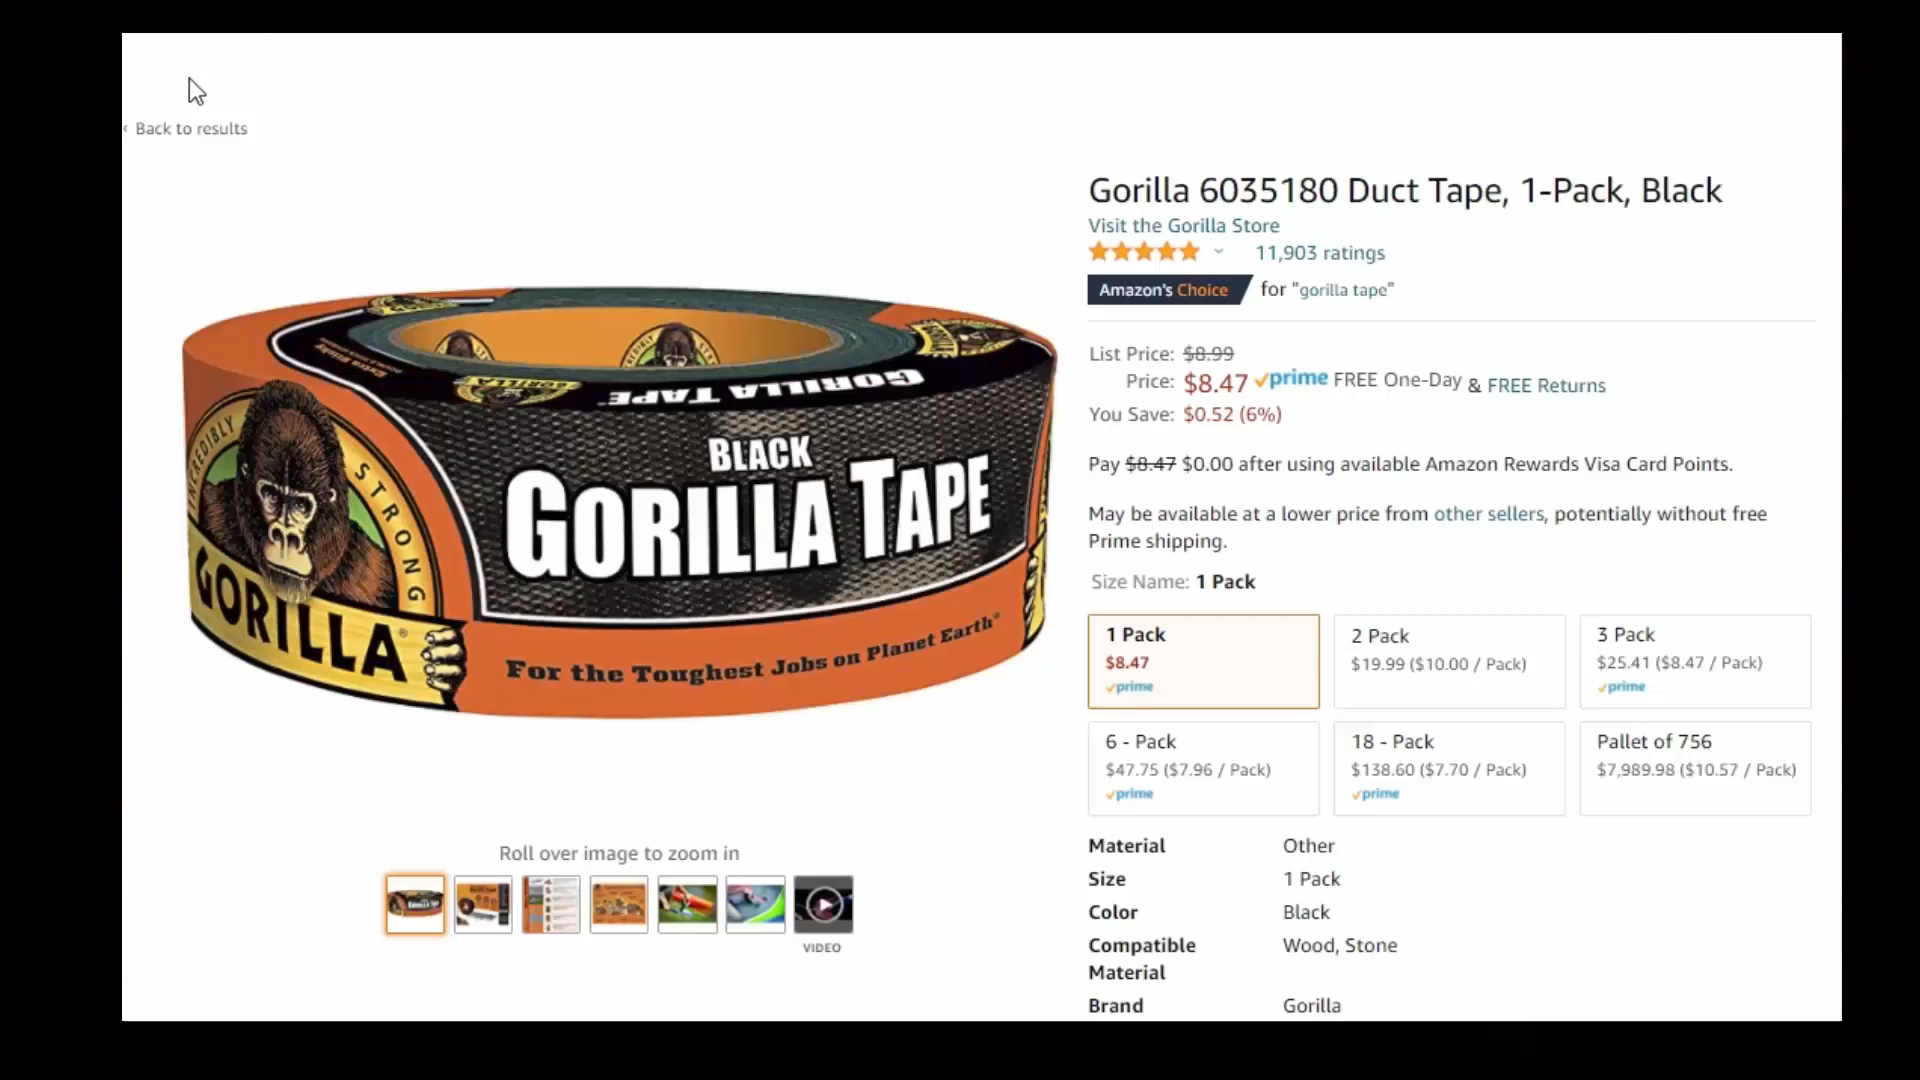 ‹ Back to results
Gorilla 6035180 Duct Tape, 1-Pack, Black
Visit the Gorilla Store
11,903 ratings
Amazon's Choice for "gorilla tape"
List Price: $8.99
Price: $8.47 prime FREE One-Day & FREE Returns
You Save: $0.52 (6%)
Pay $8.47 $0.00 after using available Amazon Rewards Visa Card Points.
May be available at a lower price from other sellers, potentially without free
Prime shipping.
Size Name: 1 Pack
1 Pack
$8.47
prime
2 Pack
$19.99 ($10.00 / Pack)
3 Pack
$25.41 ($8.47 / Pack)
prime
6 - Pack
$47.75 ($7.96 / Pack)
prime
18 - Pack
$138.60 ($7.70 / Pack)
prime
Pallet of 756
$7,989.98 ($10.57 / Pack)
Material Other
Size 1 Pack
Color Black
Compatible Wood, Stone
Material
Brand Gorilla
GORILLA TAPE
GORILLA
INCREDIBLY STRONG
GORILLA®
BLACK
GORILLA TAPE
For the Toughest Jobs on Planet Earth®
Roll over image to zoom in
VIDEO